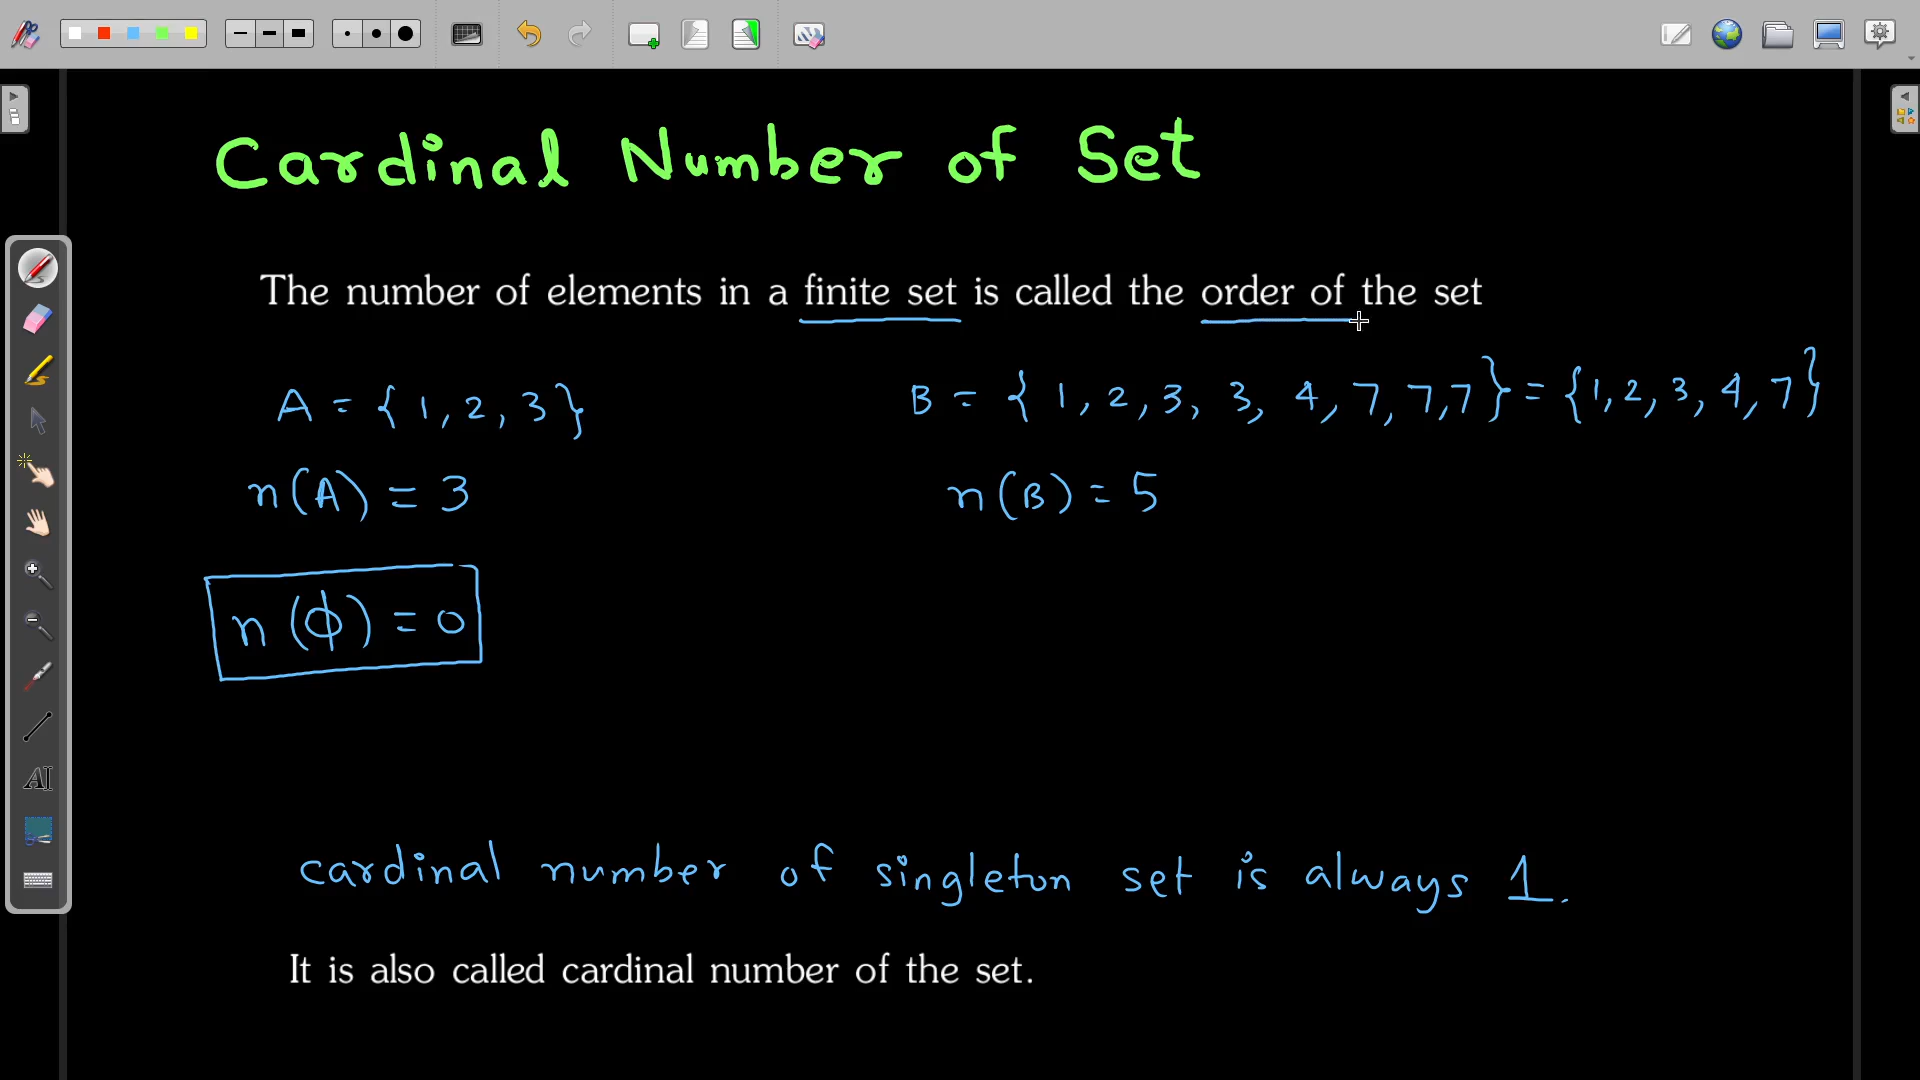 Cardinal Number of Set
The number of elements in a finite set is called the order of the set
A = { 1, 2, 3 }
B = { 1, 2, 3, 3, 4, 7, 7, 7 } = { 1, 2, 3, 4, 7 }
n(A) = 3
n(B) = 5
n(ϕ) = 0
cardinal number of singleton set is always 1.
It is also called cardinal number of the set.